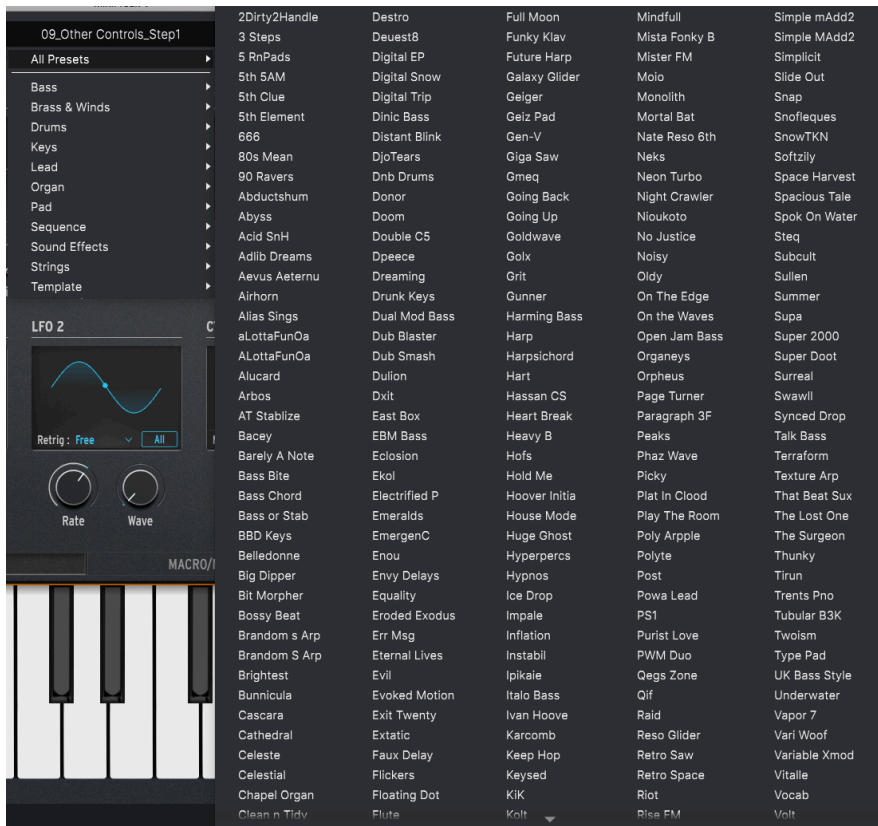 09_Other Controls_Step1
All Presets
Bass
Brass & Winds
Drums
Keys
Lead
Organ
Pad
Sequence
Sound Effects
Strings
Template
LFO 2
Retrig : Free
All
Rate
Wave
2Dirty2Handle
3 Steps
5 RnPads
5th 5AM
5th Clue
5th Element
666
80s Mean
90 Ravers
Abductshum
Abyss
Acid SnH
Adlib Dreams
Aevus Aeternu
Airhorn
Alias Sings
aLottaFunOa
ALottaFunOa
Alucard
Arbos
AT Stablize
Bacey
Barely A Note
Bass Bite
Bass Chord
Bass or Stab
BBD Keys
Belledonne
Big Dipper
Bit Morpher
Bossy Beat
Brandom s Arp
Brandom S Arp
Brightest
Bunnicula
Cascara
Cathedral
Celeste
Celestial
Chapel Organ
Clean n Tidy
Destro
Deuest8
Digital EP
Digital Snow
Digital Trip
Dinic Bass
Distant Blink
DjoTears
Dnb Drums
Donor
Doom
Double C5
Dpeece
Dreaming
Drunk Keys
Dual Mod Bass
Dub Blaster
Dub Smash
Dulion
Dxit
East Box
EBM Bass
Eclosion
Ekol
Electrified P
Emeralds
EmergenC
Enou
Envy Delays
Equality
Eroded Exodus
Err Msg
Eternal Lives
Evil
Evoked Motion
Exit Twenty
Extatic
Faux Delay
Flickers
Floating Dot
Flute
Full Moon
Funky Klav
Future Harp
Galaxy Glider
Geiger
Geiz Pad
Gen-V
Giga Saw
Gmeq
Going Back
Going Up
Goldwave
Golx
Grit
Gunner
Harming Bass
Harp
Harpsichord
Hart
Hassan CS
Heart Break
Heavy B
Hofs
Hold Me
Hoover Initia
House Mode
Huge Ghost
Hyperpercs
Hypnos
Ice Drop
Impale
Inflation
Instabil
Ipikaie
Italo Bass
Ivan Hoove
Karcomb
Keep Hop
Keysed
KiK
Kolt
Mindfull
Mista Fonky B
Mister FM
Moio
Monolith
Mortal Bat
Nate Reso 6th
Neks
Neon Turbo
Night Crawler
Nioukoto
No Justice
Noisy
Oldy
On The Edge
On the Waves
Open Jam Bass
Organeys
Orpheus
Page Turner
Paragraph 3F
Peaks
Phaz Wave
Picky
Plat In Clood
Play The Room
Poly Arpple
Polyte
Post
Powa Lead
PS1
Purist Love
PWM Duo
Qegs Zone
Qif
Raid
Reso Glider
Retro Saw
Retro Space
Riot
Rise FM
Simple mAdd2
Simple MAdd2
Simplicit
Slide Out
Snap
Snofleques
SnowTKN
Softzily
Space Harvest
Spacious Tale
Spok On Water
Steq
Subcult
Sullen
Summer
Supa
Super 2000
Super Doot
Surreal
Swawll
Synced Drop
Talk Bass
Terraform
Texture Arp
That Beat Sux
The Lost One
The Surgeon
Thunky
Tirun
Trents Pno
Tubular B3K
Twoism
Type Pad
UK Bass Style
Underwater
Vapor 7
Vari Woof
Variable Xmod
Vitalle
Vocab
Volt